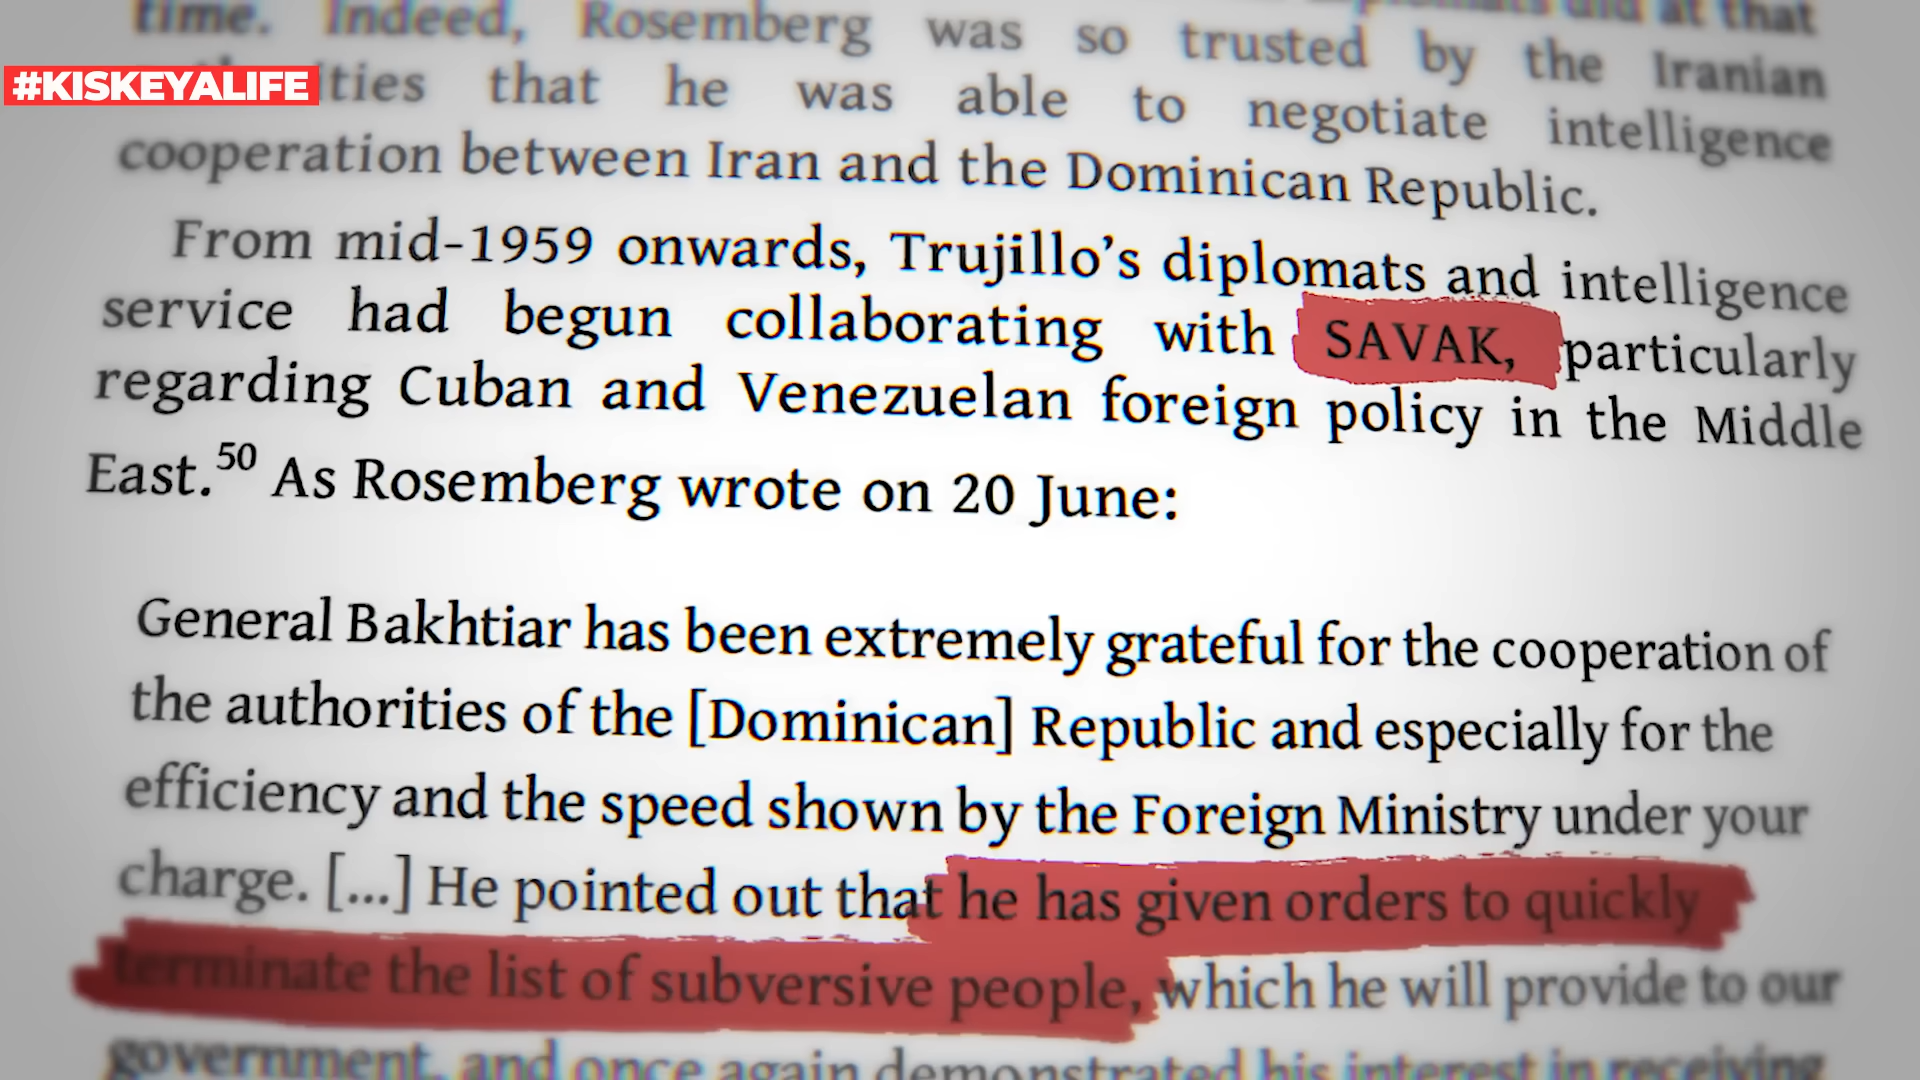 time. Indeed, Rosemberg was so trusted by the Iranian
#KISKEYALIFE
ities that he was able to negotiate intelligence
cooperation between Iran and the Dominican Republic.
From mid-1959 onwards, Trujillo’s diplomats and intelligence
service had begun collaborating with SAVAK, particularly
regarding Cuban and Venezuelan foreign policy in the Middle
East.50 As Rosemberg wrote on 20 June:
General Bakhtiar has been extremely grateful for the cooperation of
the authorities of the [Dominican] Republic and especially for the
efficiency and the speed shown by the Foreign Ministry under your
charge. [...] He pointed out that he has given orders to quickly
terminate the list of subversive people, which he will provide to our
government, and once again demonstrated his interest in receiving